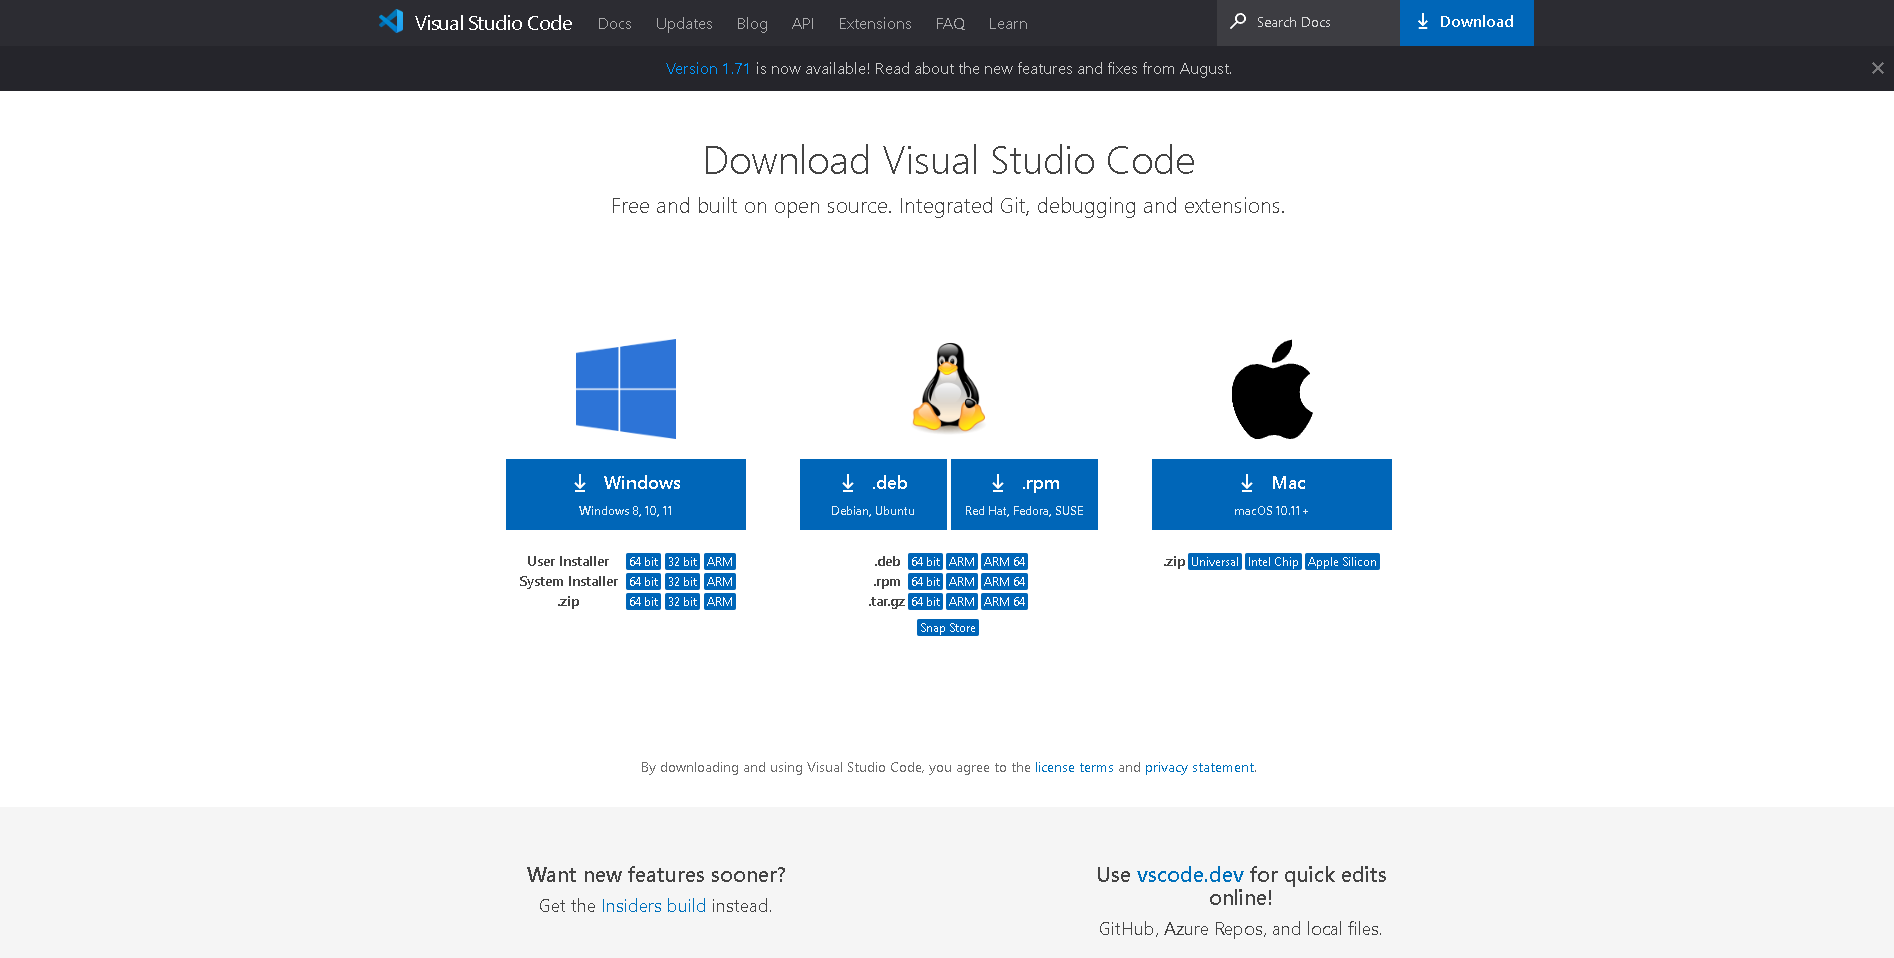 Visual Studio Code Docs Updates Blog API Extensions FAQ Learn Search Docs Download
Version 1.71 is now available! Read about the new features and fixes from August.
Download Visual Studio Code
Free and built on open source. Integrated Git, debugging and extensions.
Windows
Windows 8, 10, 11
User Installer 64 bit 32 bit ARM
System Installer 64 bit 32 bit ARM
.zip 64 bit 32 bit ARM
.deb
Debian, Ubuntu
.rpm
Red Hat, Fedora, SUSE
.deb 64 bit ARM ARM 64
.rpm 64 bit ARM ARM 64
.tar.gz 64 bit ARM ARM 64
Snap Store
Mac
macOS 10.11+
.zip Universal Intel Chip Apple Silicon
By downloading and using Visual Studio Code, you agree to the license terms and privacy statement.
Want new features sooner?
Get the Insiders build instead.
Use vscode.dev for quick edits
online!
GitHub, Azure Repos, and local files.